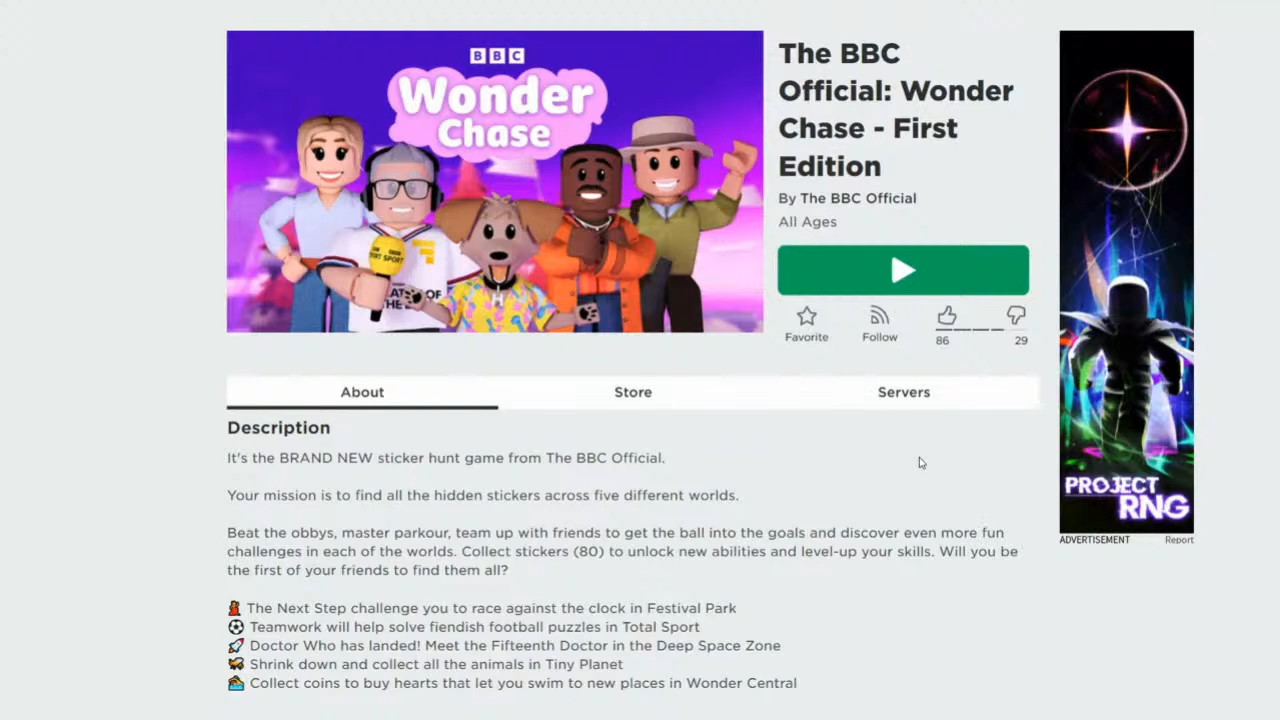 BBC
Wonder
Chase
The BBC
Official: Wonder
Chase - First
Edition
By The BBC Official
All Ages
Favorite
Follow
86
29
About
Store
Servers
Description
It's the BRAND NEW sticker hunt game from The BBC Official.
Your mission is to find all the hidden stickers across five different worlds.
Beat the obbys, master parkour, team up with friends to get the ball into the goals and discover even more fun
challenges in each of the worlds. Collect stickers (80) to unlock new abilities and level-up your skills. Will you be
the first of your friends to find them all?
The Next Step challenge you to race against the clock in Festival Park
Teamwork will help solve fiendish football puzzles in Total Sport
Doctor Who has landed! Meet the Fifteenth Doctor in the Deep Space Zone
Shrink down and collect all the animals in Tiny Planet
Collect coins to buy hearts that let you swim to new places in Wonder Central
PROJECT
RNG
ADVERTISEMENT
Report